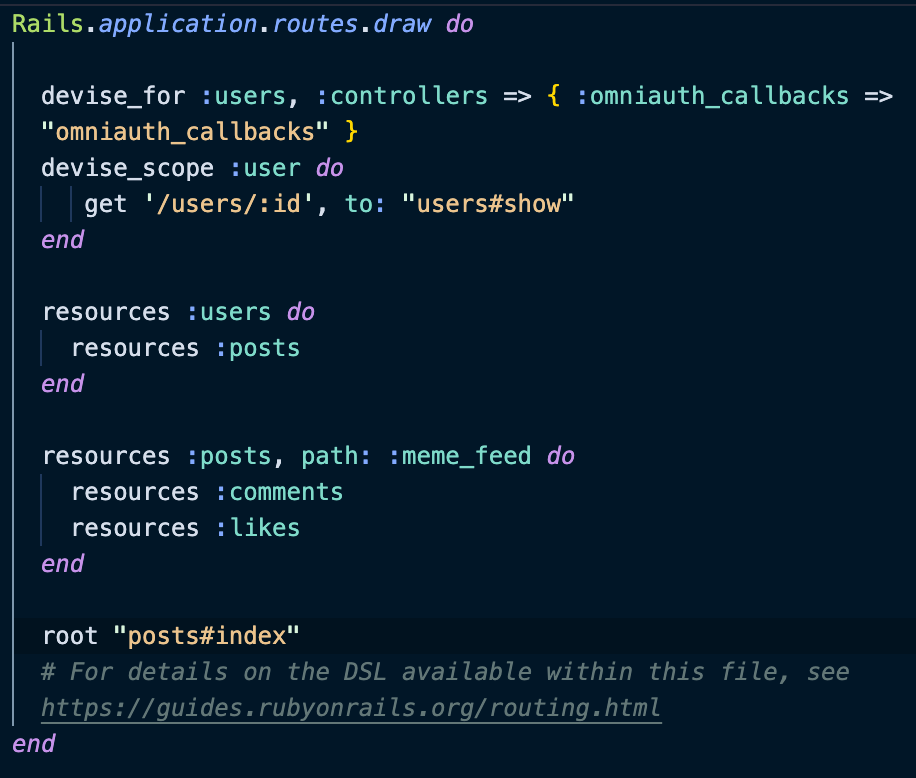 Rails.application.routes.draw do
devise_for :users, :controllers => { :omniauth_callbacks =>
"omniauth_callbacks" }
devise_scope :user do
get '/users/:id', to: "users#show"
end
resources :users do
resources :posts
end
resources :posts, path: :meme_feed do
resources :comments
resources :likes
end
root "posts#index"
# For details on the DSL available within this file, see
https://guides.rubyonrails.org/routing.html
end